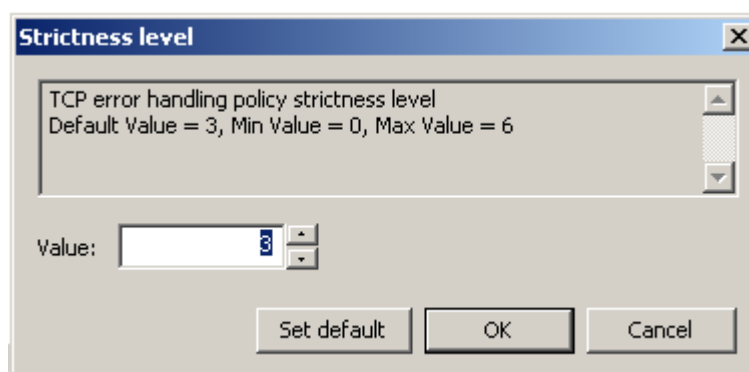 Strictness level
TCP error handling policy strictness level
Default Value = 3, Min Value = 0, Max Value = 6
Value: 3
Set default OK Cancel